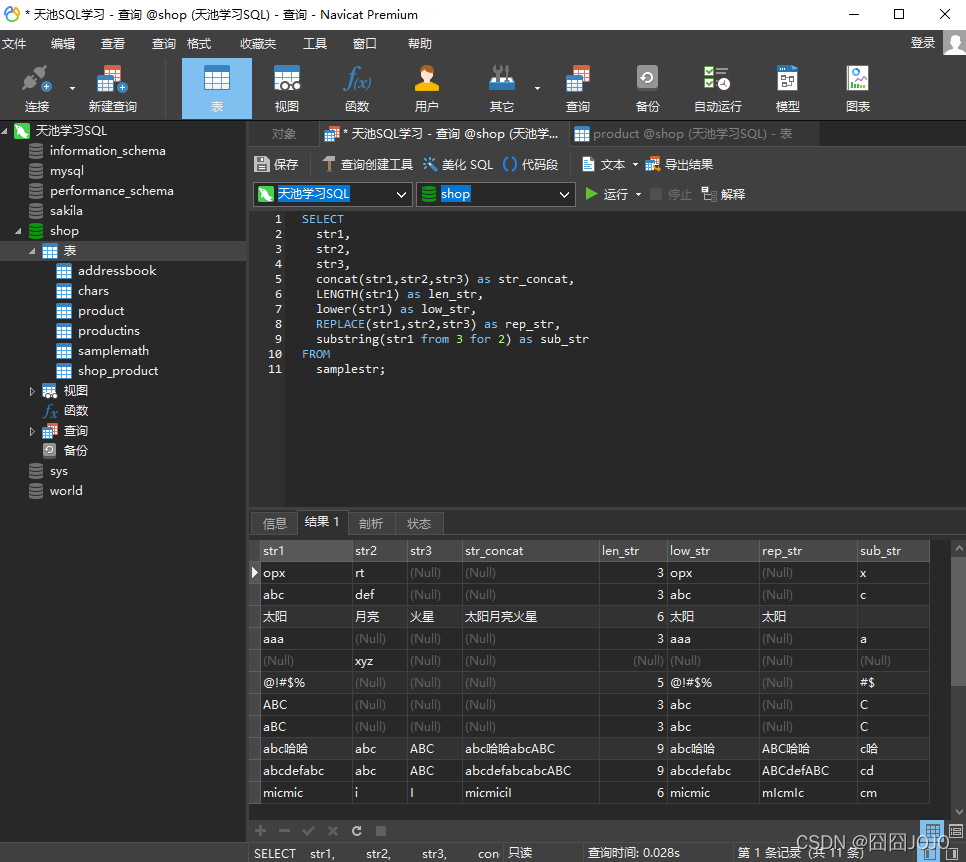 * 天池SQL学习 - 查询 @shop (天池学习SQL) - 查询 - Navicat Premium
文件 编辑 查看 查询 格式 收藏夹 工具 窗口 帮助 登录
连接 新建查询 表 视图 函数 用户 其它 查询 备份 自动运行 模型 图表
天池学习SQL
information_schema
mysql
performance_schema
sakila
shop
表
addressbook
chars
product
productins
samplemath
shop_product
视图
函数
查询
备份
sys
world
对象 * 天池SQL学习 - 查询 @shop (天池学... product @shop (天池学习SQL) - 表
保存 查询创建工具 美化 SQL 代码段 文本 导出结果
天池学习SQL shop 运行 停止 解释
1 SELECT
2 str1,
3 str2,
4 str3,
5 concat(str1,str2,str3) as str_concat,
6 LENGTH(str1) as len_str,
7 lower(str1) as low_str,
8 REPLACE(str1,str2,str3) as rep_str,
9 substring(str1 from 3 for 2) as sub_str
10 FROM
11 samplestr;
信息 结果 1 剖析 状态
str1 str2 str3 str_concat len_str low_str rep_str sub_str
opx rt (Null) (Null) 3 opx (Null) x
abc def (Null) (Null) 3 abc (Null) c
太阳 月亮 火星 太阳月亮火星 6 太阳 太阳
aaa (Null) (Null) (Null) 3 aaa (Null) a
(Null) xyz (Null) (Null) (Null) (Null) (Null) (Null)
@!#$% (Null) (Null) (Null) 5 @!#$% (Null) #$
ABC (Null) (Null) (Null) 3 abc (Null) C
aBC (Null) (Null) (Null) 3 abc (Null) C
abc哈哈 abc ABC abc哈哈abcABC 9 abc哈哈 ABC哈哈 c哈
abcdefabc abc ABC abcdefabcabcABC 9 abcdefabc ABCdefABC cd
micmic i I micmiciI 6 micmic mIcmIc cm
SELECT str1, str2, str3, con 只读 查询时间: 0.028s 第 1 条记录 (共 11 条)
CSDN @囧囧JOJO